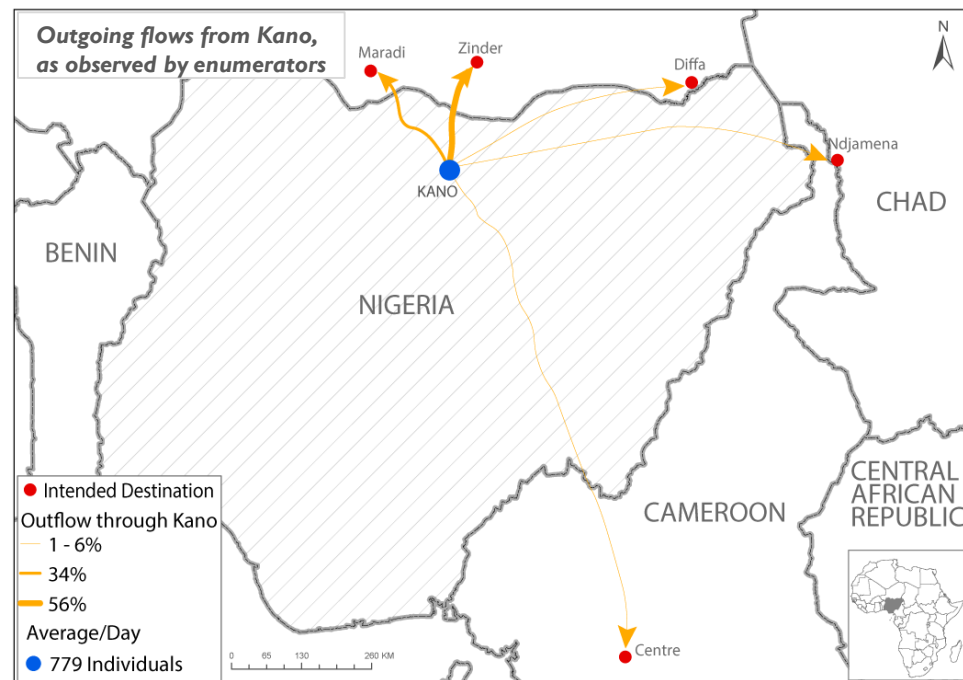 Outgoing flows from Kano,
as observed by enumerators
N
Maradi
Zinder
Diffa
Ndjamena
KANO
CHAD
BENIN
NIGERIA
CENTRAL
AFRICAN
REPUBLIC
CAMEROON
Intended Destination
Outflow through Kano
1 - 6%
34%
56%
Average/Day
779 Individuals
0 65 130 260 KM
Centre